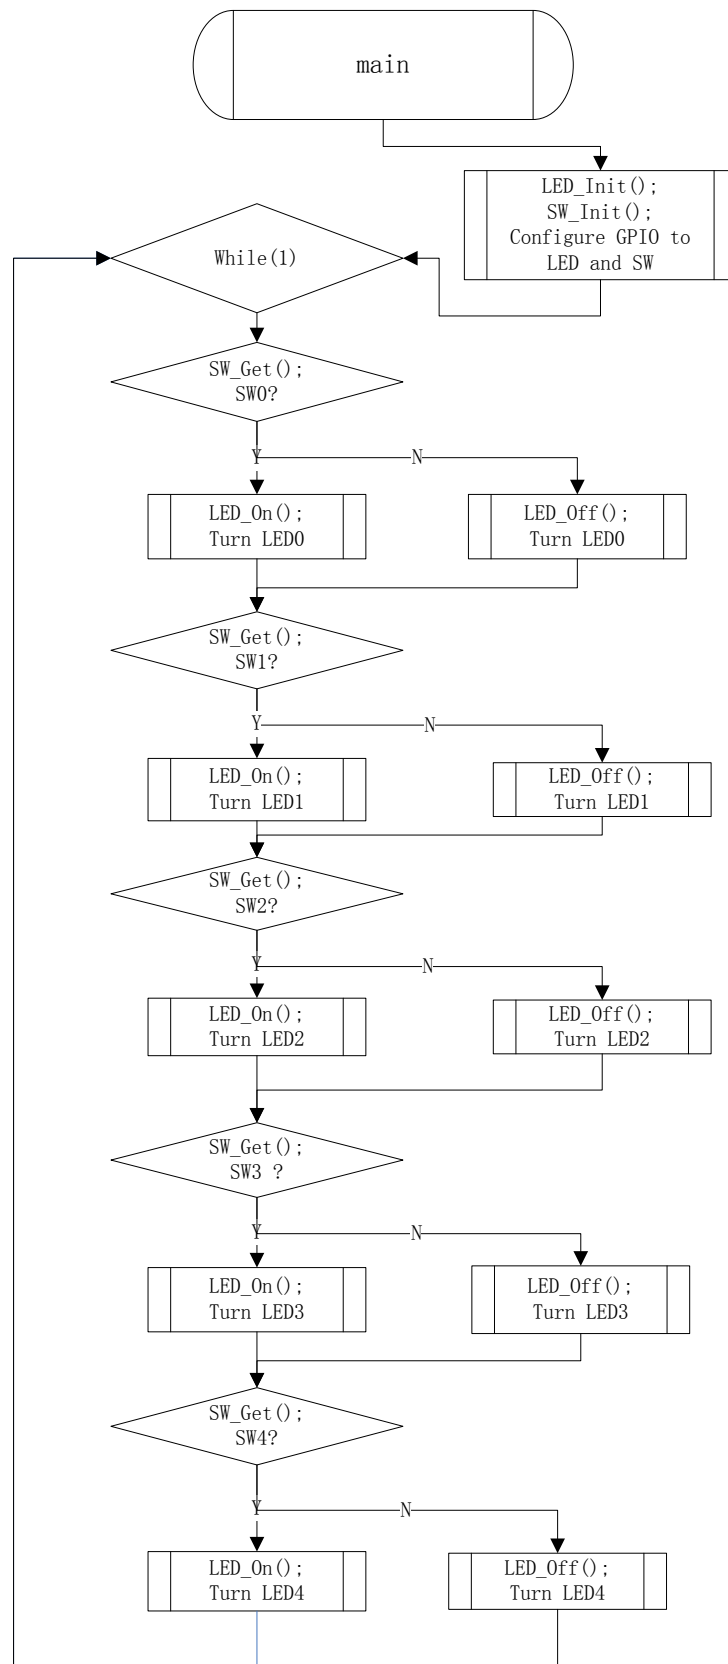 main
LED_Init();
SW_Init();
Configure GPIO to
LED and SW
While(1)
SW_Get();
SW0?
Y
N
LED_On();
Turn LED0
LED_Off();
Turn LED0
SW_Get();
SW1?
Y
N
LED_On();
Turn LED1
LED_Off();
Turn LED1
SW_Get();
SW2?
Y
N
LED_On();
Turn LED2
LED_Off();
Turn LED2
SW_Get();
SW3 ?
Y
N
LED_On();
Turn LED3
LED_Off();
Turn LED3
SW_Get();
SW4?
Y
N
LED_On();
Turn LED4
LED_Off();
Turn LED4